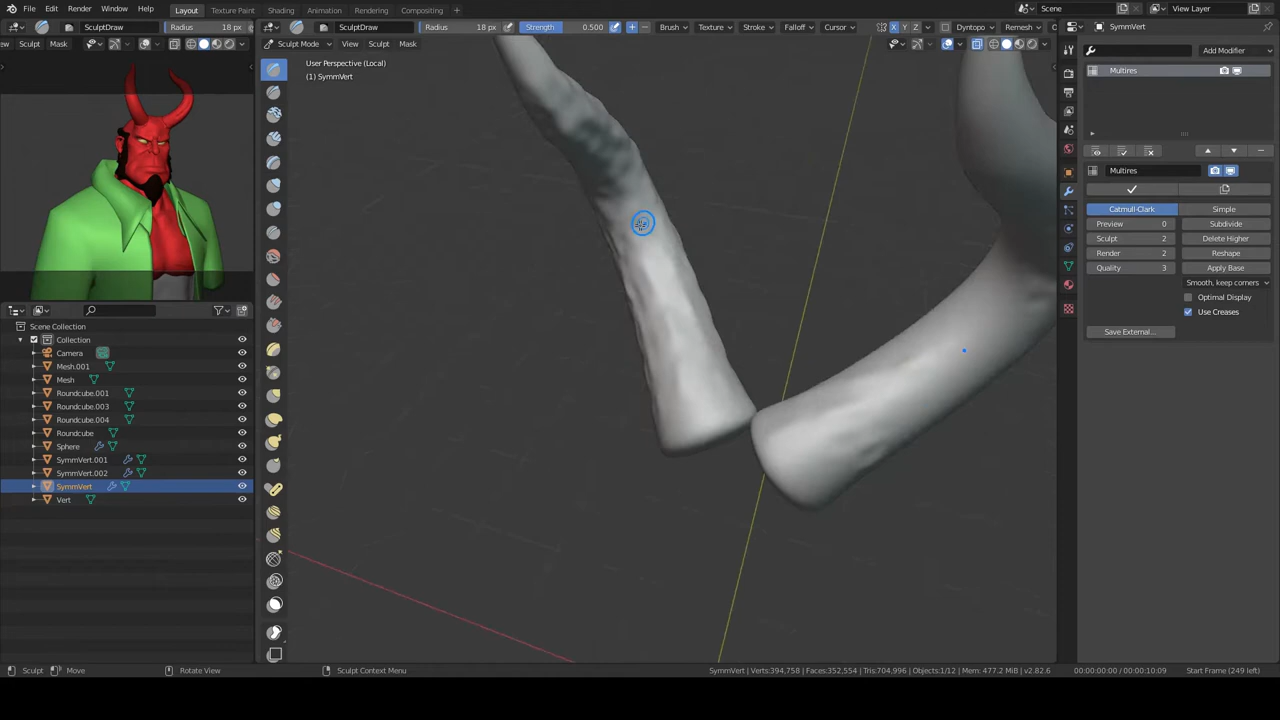 File Edit Render Window Help Layout Texture Paint Shading Animation Rendering Compositing Scene View Layer
SculptDraw Radius 18 px SculptDraw Radius 18 px Strength 0.500 Brush Texture Stroke Falloff Cursor X Y Z Dyntopo Remesh SymmVert
Sculpt Mask Sculpt Mode View Sculpt Mask Add Modifier
User Perspective (Local)
(1) SymmVert
Multires
Multires
Catmull-Clark Simple
Preview 0 Subdivide
Sculpt 2 Delete Higher
Render 2 Reshape
Quality 3 Apply Base
Smooth, keep corners
Optimal Display
Use Creases
Save External...
Scene Collection
Collection
Camera
Mesh.001
Mesh
Roundcube.001
Roundcube.003
Roundcube.004
Roundcube
Sphere
SymmVert.001
SymmVert.002
SymmVert
Vert
Sculpt Move Rotate View Sculpt Context Menu SymmVert | Verts:394,758 | Faces:352,554 | Tris:704,996 | Objects:1/12 | Mem: 477.2 MiB | v2.82.6 00:00:00:00 / 00:00:10:09 Start Frame (249 left)